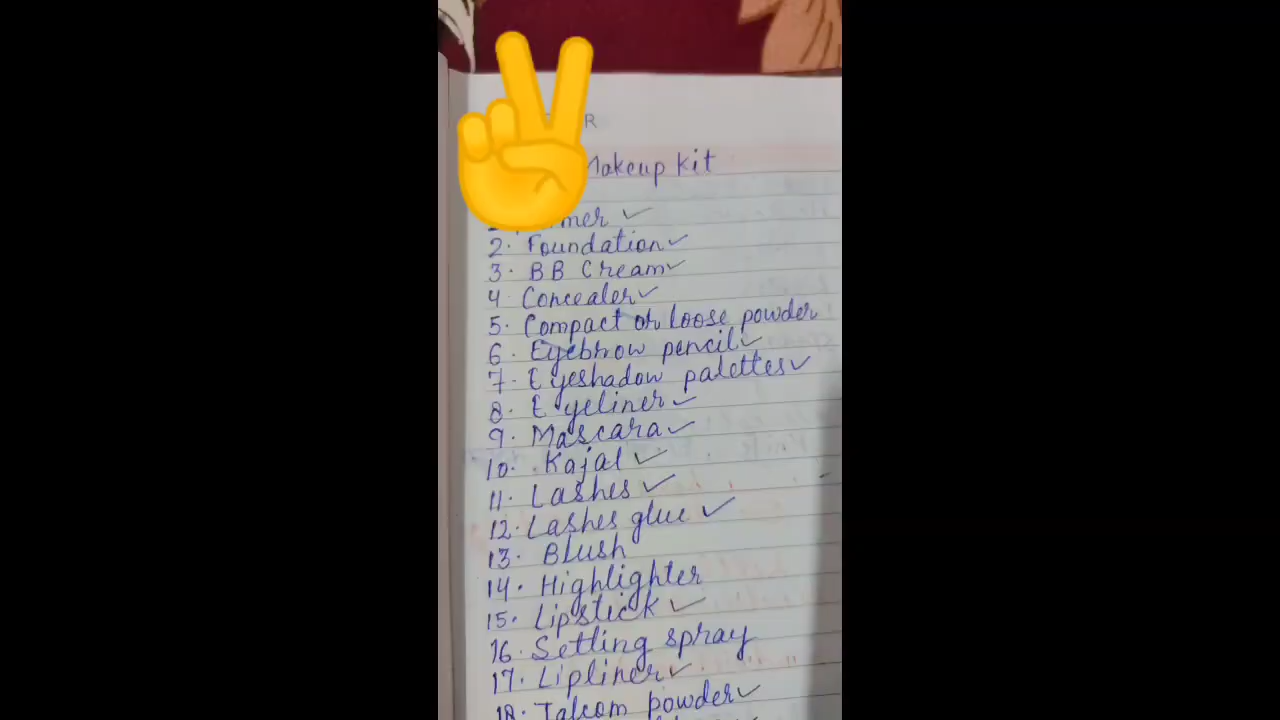 Makeup kit
2. Foundation ✓
3. BB Cream ✓
4 Concealer ✓
5. Compact or loose powder
6. Eyebrow pencil ✓
7. Eyeshadow palettes ✓
8. Eyeliner ✓
9. Mascara ✓
10. Kajal ✓
11. Lashes ✓
12. Lashes glue ✓
13. Blush
14. Highlighter
15. Lipstick ✓
16. Setting spray
17. Lipliner ✓
18. Talcom powder ✓